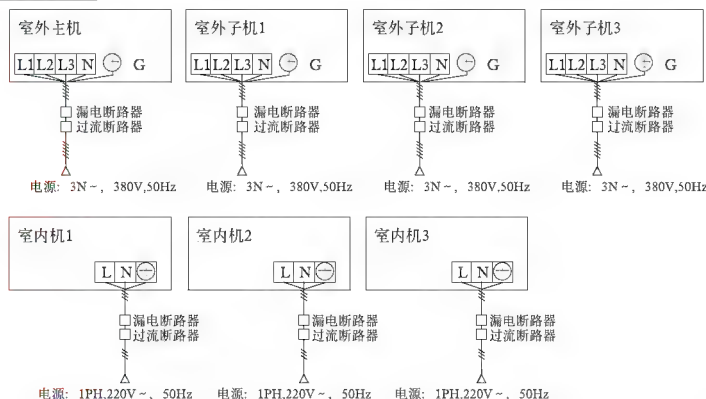 室外主机 室外子机1 室外子机2 室外子机3
L1 L2 L3 N G L1 L2 L3 N G L1 L2 L3 N G L1 L2 L3 N G
漏电断路器 漏电断路器 漏电断路器 漏电断路器
过流断路器 过流断路器 过流断路器 过流断路器
电源: 3N~, 380V,50Hz 电源: 3N~, 380V,50Hz 电源: 3N~, 380V,50Hz 电源: 3N~, 380V,50Hz
室内机1 室内机2 室内机3
L N L N L N
漏电断路器 漏电断路器 漏电断路器
过流断路器 过流断路器 过流断路器
电源: 1PH,220V~, 50Hz 电源: 1PH,220V~, 50Hz 电源: 1PH,220V~, 50Hz